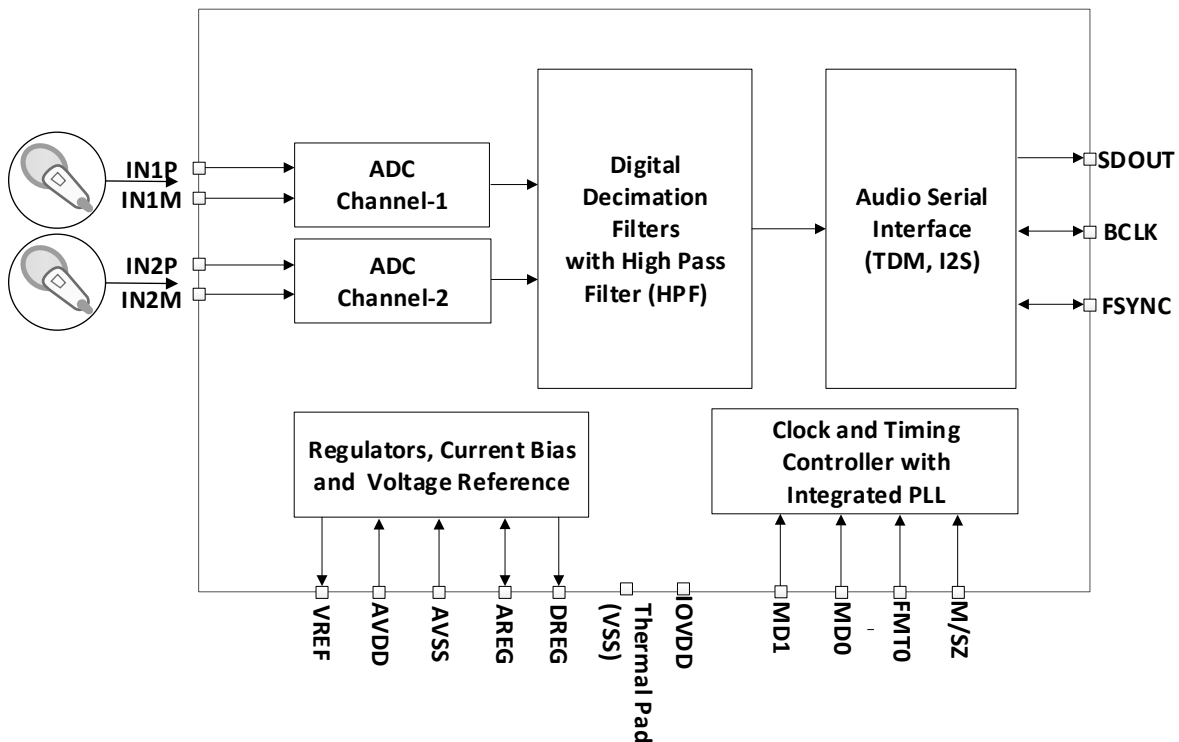 IN1P
IN1M
IN2P
IN2M
ADC
Channel-1
ADC
Channel-2
Digital
Decimation
Filters
with High Pass
Filter (HPF)
Audio Serial
Interface
(TDM, I2S)
SDOUT
BCLK
FSYNC
Regulators, Current Bias
and Voltage Reference
Clock and Timing
Controller with
Integrated PLL
VREF
AVDD
AVSS
AREG
DREG
Thermal Pad
(VSS)
IOVDD
MD1
MD0
FMT0
M/SZ